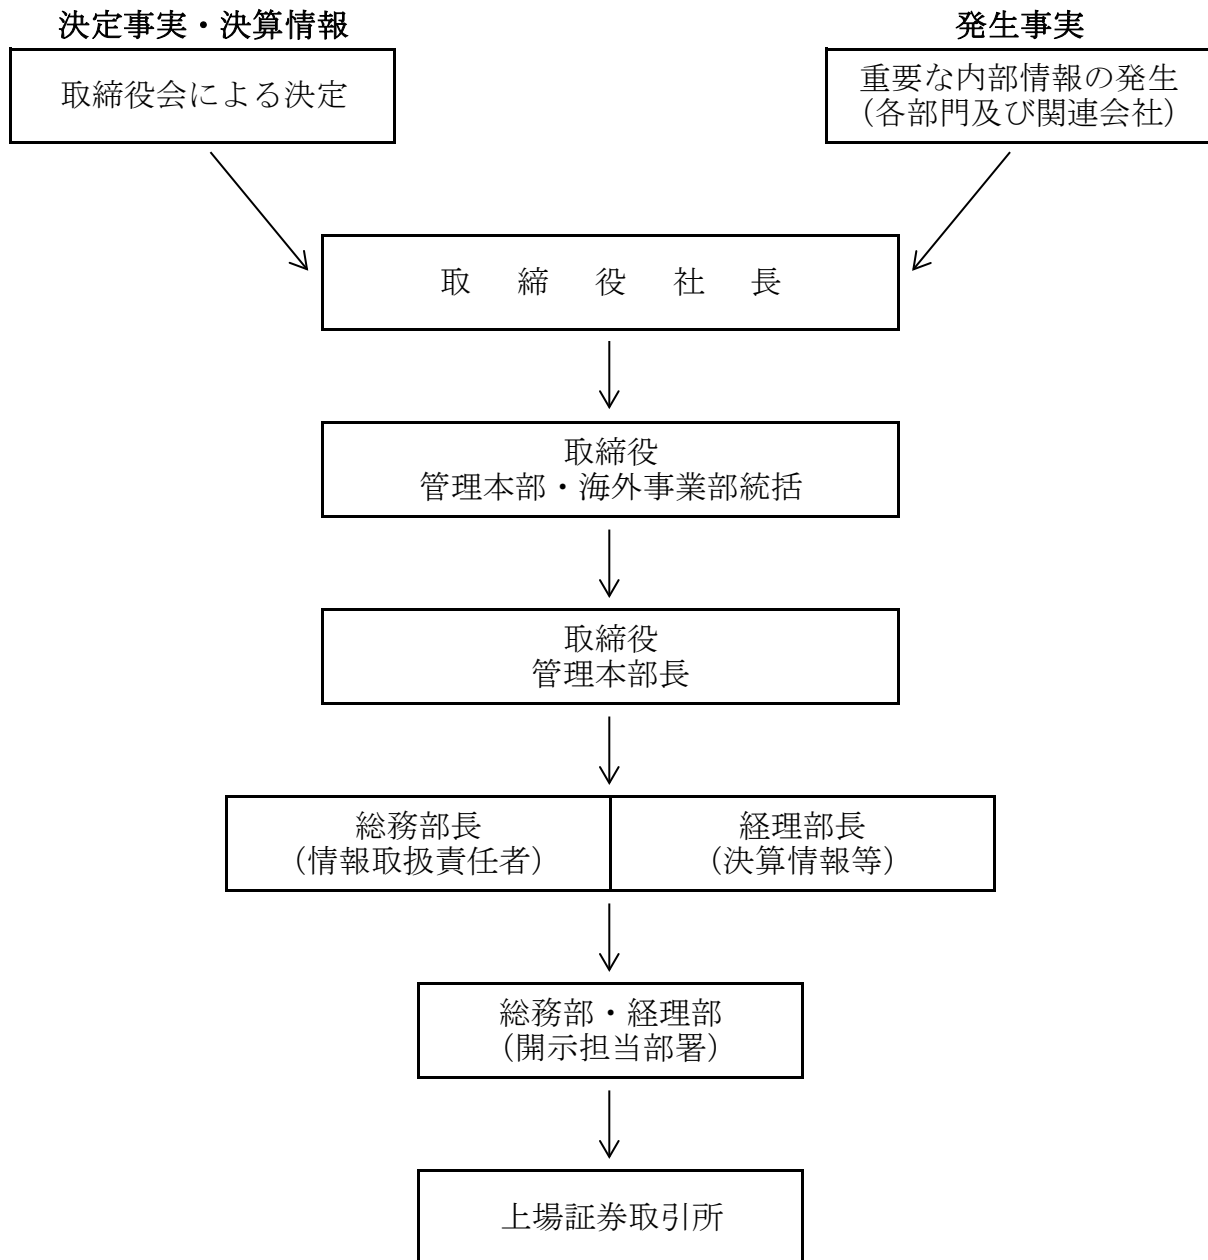 決定事実・決算情報
発生事実
取締役会による決定
重要な内部情報の発生
(各部門及び関連会社)
取 締 役 社 長
取締役
管理本部・海外事業部統括
取締役
管理本部長
総務部長
(情報取扱責任者)
経理部長
(決算情報等)
総務部・経理部
(開示担当部署)
上場証券取引所